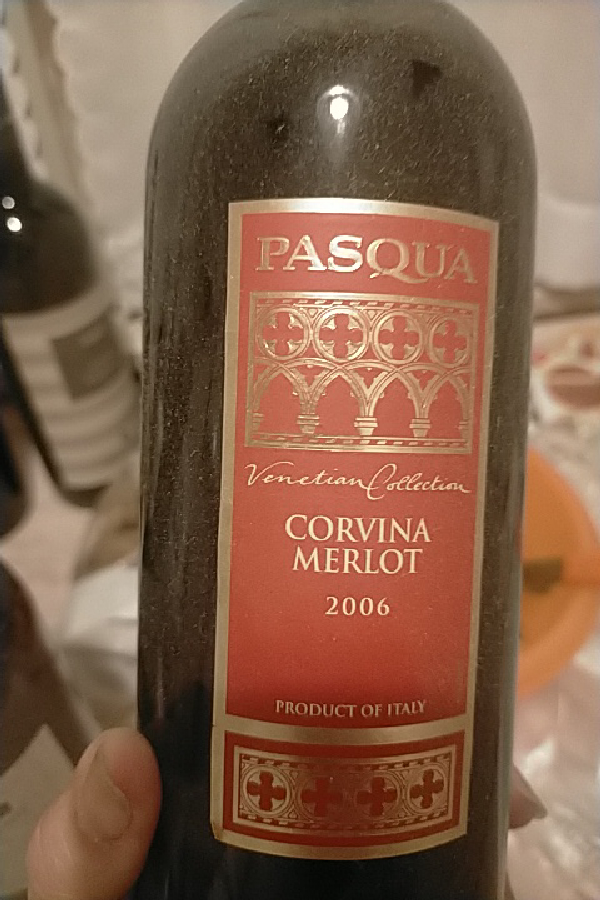 PASQUA
Venetian Collection
CORVINA
MERLOT
2006
PRODUCT OF ITALY